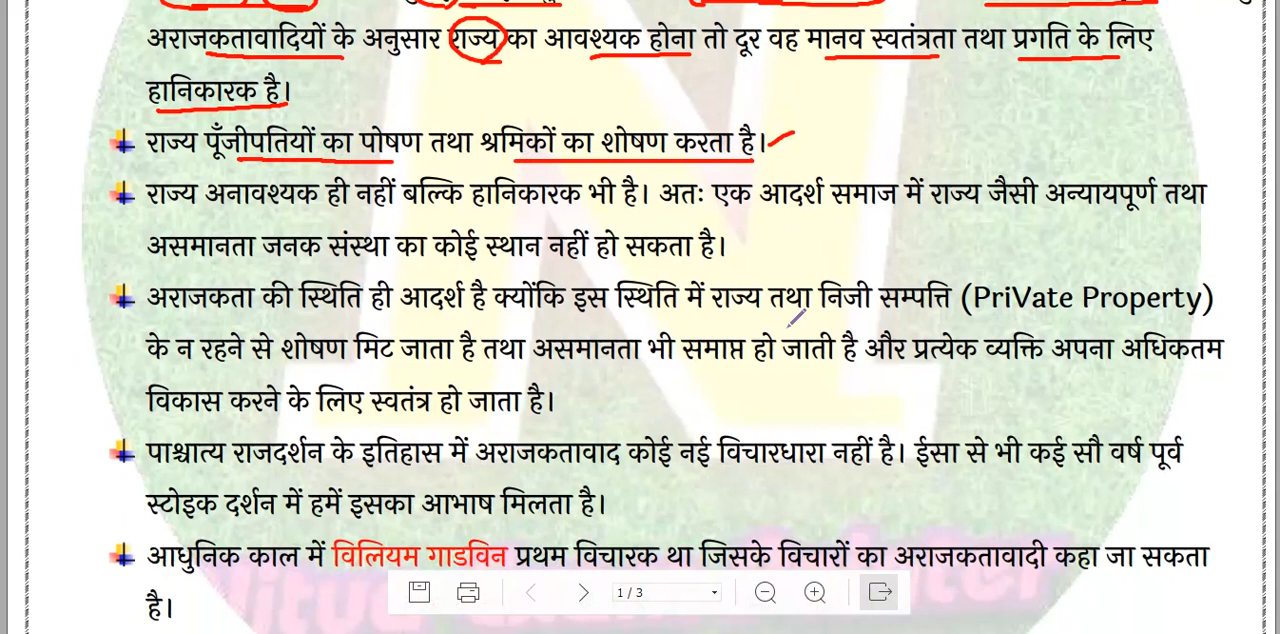 अराजकतावादियों के अनुसार राज्य का आवश्यक होना तो दूर वह मानव स्वतंत्रता तथा प्रगति के लिए
हानिकारक है।
राज्य पूँजीपतियों का पोषण तथा श्रमिकों का शोषण करता है।
राज्य अनावश्यक ही नहीं बल्कि हानिकारक भी है। अतः एक आदर्श समाज में राज्य जैसी अन्यायपूर्ण तथा
असमानता जनक संस्था का कोई स्थान नहीं हो सकता है।
अराजकता की स्थिति ही आदर्श है क्योंकि इस स्थिति में राज्य तथा निजी सम्पत्ति (PriVate Property)
के न रहने से शोषण मिट जाता है तथा असमानता भी समाप्त हो जाती है और प्रत्येक व्यक्ति अपना अधिकतम
विकास करने के लिए स्वतंत्र हो जाता है।
पाश्चात्य राजदर्शन के इतिहास में अराजकतावाद कोई नई विचारधारा नहीं है। ईसा से भी कई सौ वर्ष पूर्व
स्टोइक दर्शन में हमें इसका आभाष मिलता है।
आधुनिक काल में विलियम गाडविन प्रथम विचारक था जिसके विचारों का अराजकतावादी कहा जा सकता
है।
1 / 3